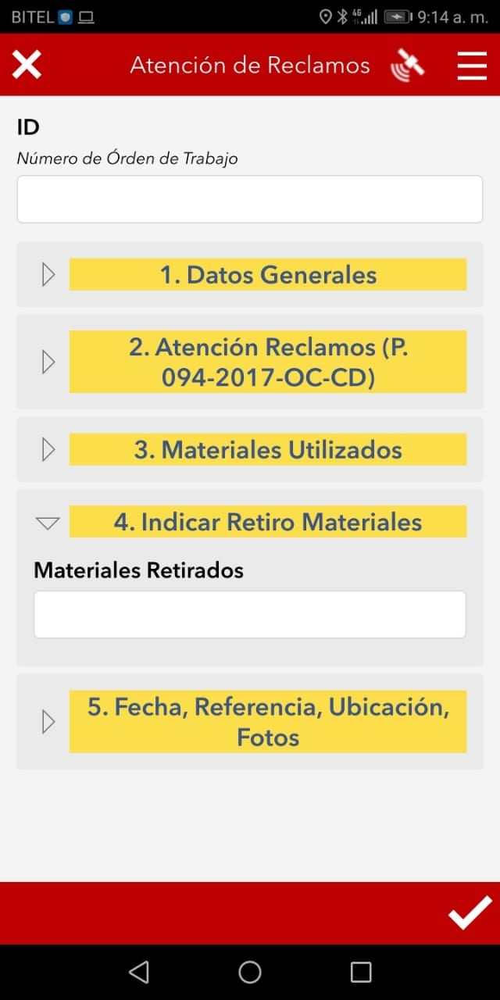 BITEL
4G
9:14 a. m.
Atención de Reclamos
ID
Número de Órden de Trabajo
1. Datos Generales
2. Atención Reclamos (P.
094-2017-OC-CD)
3. Materiales Utilizados
4. Indicar Retiro Materiales
Materiales Retirados
5. Fecha, Referencia, Ubicación,
Fotos